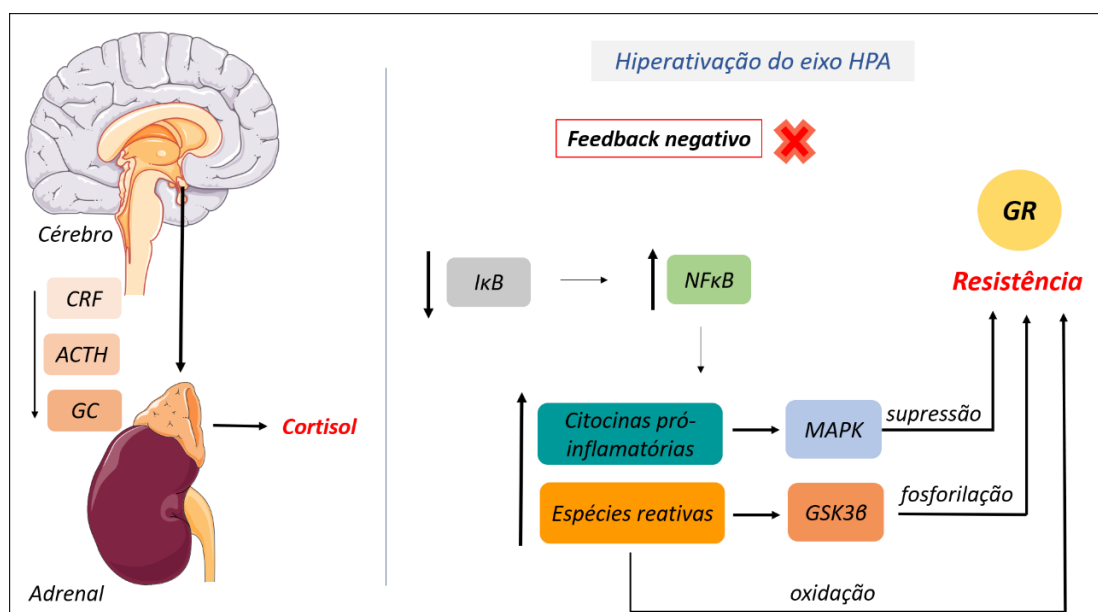 Hiperativação do eixo HPA
Feedback negativo
GR
Resistência
Cérebro
CRF
ACTH
GC
Cortisol
Adrenal
IκB
NFκB
Citocinas pró-
inflamatórias
MAPK
supressão
Espécies reativas
GSK3β
fosforilação
oxidação